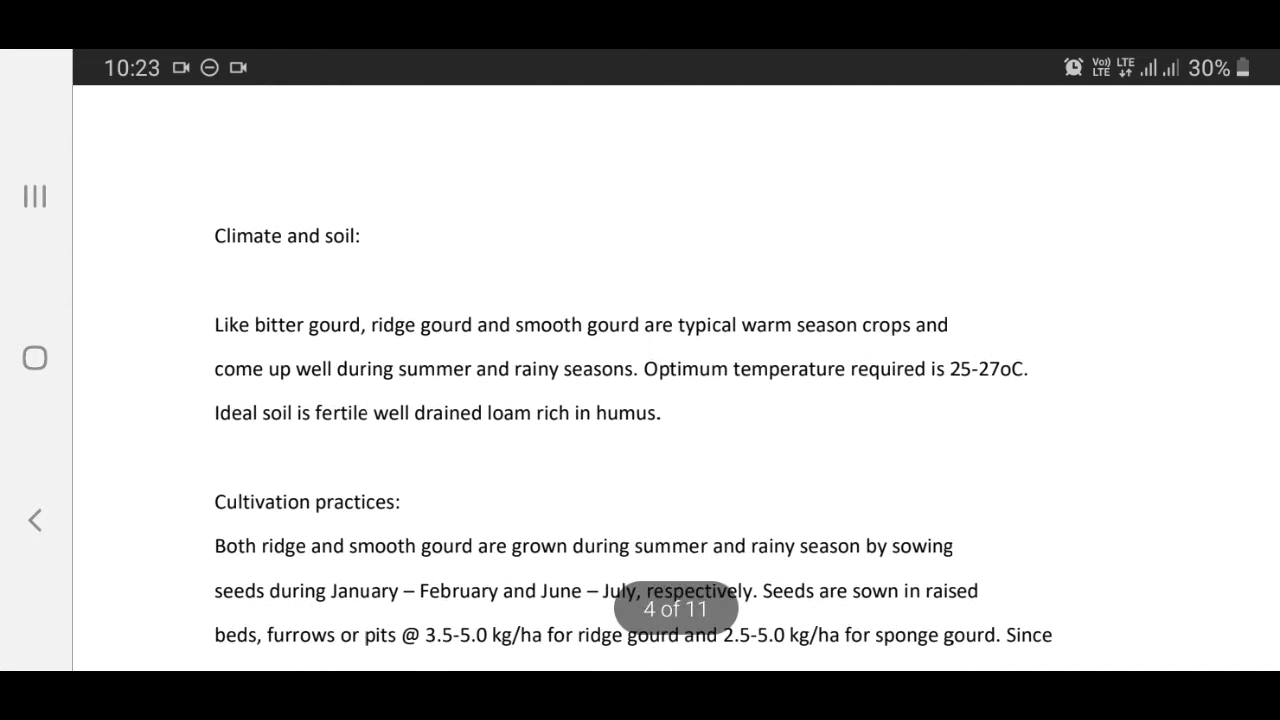 10:23
Vo)) LTE LTE 30%
Climate and soil:
Like bitter gourd, ridge gourd and smooth gourd are typical warm season crops and
come up well during summer and rainy seasons. Optimum temperature required is 25-27oC.
Ideal soil is fertile well drained loam rich in humus.
Cultivation practices:
Both ridge and smooth gourd are grown during summer and rainy season by sowing
seeds during January – February and June – July, respectively. Seeds are sown in raised
4 of 11
beds, furrows or pits @ 3.5-5.0 kg/ha for ridge gourd and 2.5-5.0 kg/ha for sponge gourd. Since